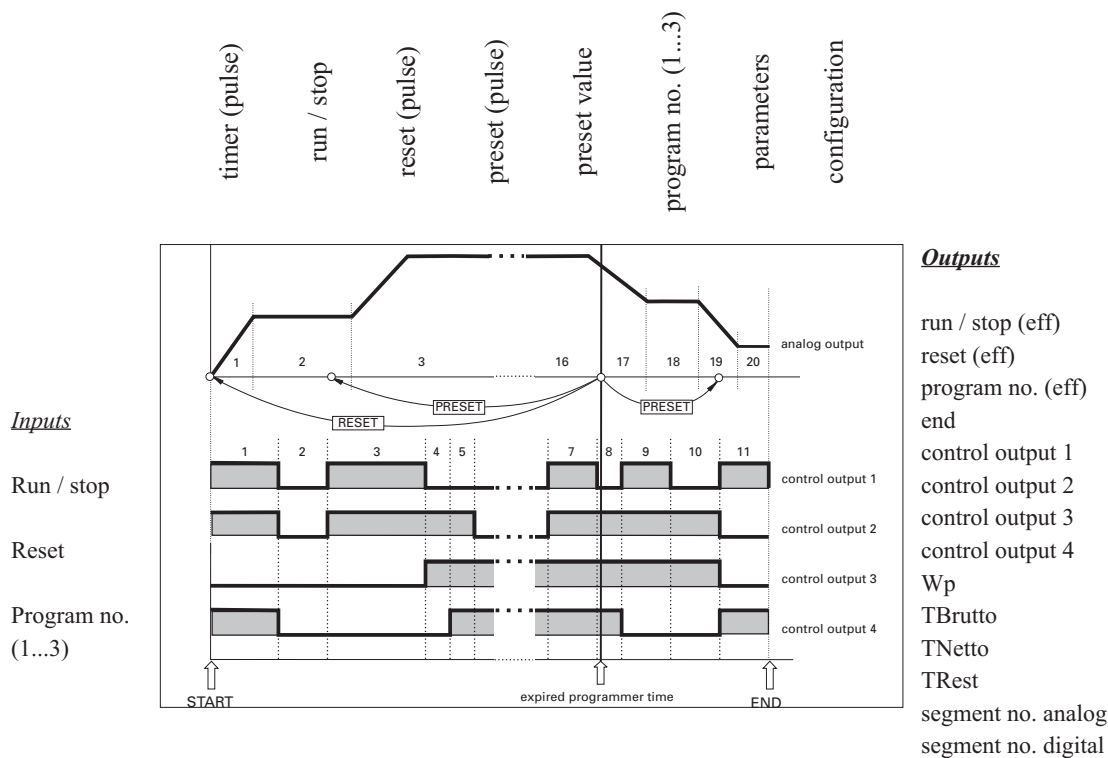 timer (pulse)
run / stop
reset (pulse)
preset (pulse)
preset value
program no. (1...3)
parameters
configuration
Inputs
Run / stop
Reset
Program no.
(1...3)
analog output
1 2 3 16 17 18 19 20
PRESET PRESET
RESET
1 2 3 4 5 7 8 9 10 11
control output 1
control output 2
control output 3
control output 4
START expired programmer time END
Outputs
run / stop (eff)
reset (eff)
program no. (eff)
end
control output 1
control output 2
control output 3
control output 4
Wp
TBrutto
TNetto
TRest
segment no. analog
segment no. digital